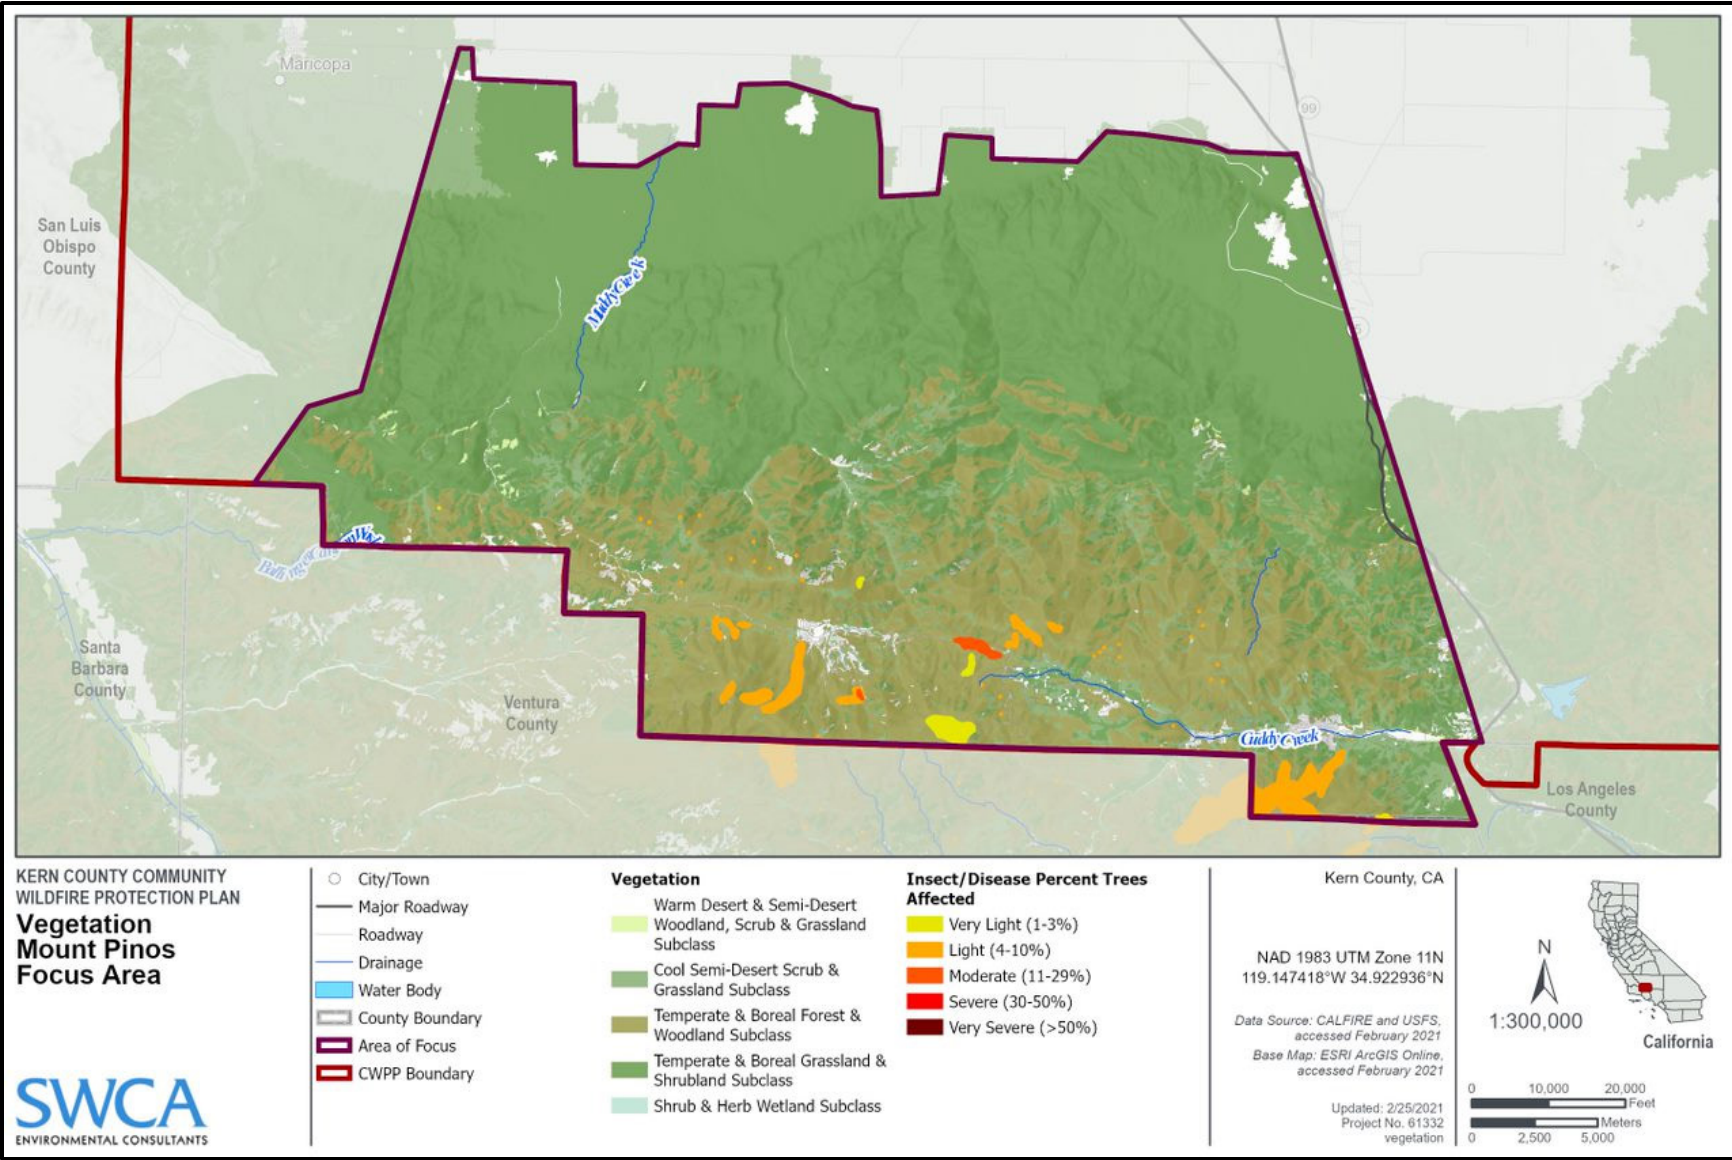 Maricopa
99
San Luis
Obispo
County
Muddy Creek
5
Santa
Barbara
County
Ventura
County
Cuddy Creek
Los Angeles
County
KERN COUNTY COMMUNITY
WILDFIRE PROTECTION PLAN
Vegetation
Mount Pinos
Focus Area
SWCA
ENVIRONMENTAL CONSULTANTS
City/Town
Major Roadway
Roadway
Drainage
Water Body
County Boundary
Area of Focus
CWPP Boundary
Vegetation
Warm Desert & Semi-Desert
Woodland, Scrub & Grassland
Subclass
Cool Semi-Desert Scrub &
Grassland Subclass
Temperate & Boreal Forest &
Woodland Subclass
Temperate & Boreal Grassland &
Shrubland Subclass
Shrub & Herb Wetland Subclass
Insect/Disease Percent Trees
Affected
Very Light (1-3%)
Light (4-10%)
Moderate (11-29%)
Severe (30-50%)
Very Severe (>50%)
Kern County, CA
NAD 1983 UTM Zone 11N
119.147418°W 34.922936°N
Data Source: CALFIRE and USFS,
accessed February 2021
Base Map: ESRI ArcGIS Online,
accessed February 2021
Updated: 2/25/2021
Project No. 61332
vegetation
N
1:300,000
California
0 10,000 20,000
Feet
Meters
0 2,500 5,000